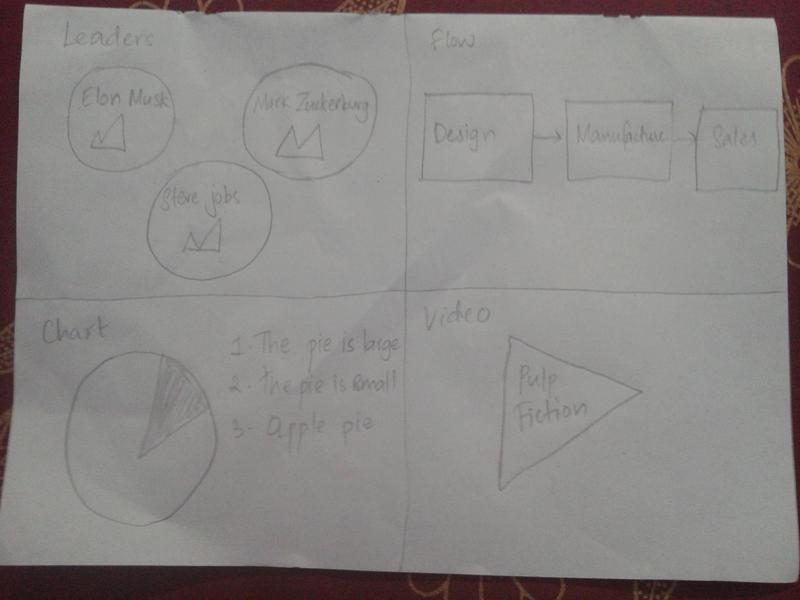 Leaders
Elon Musk
Mark Zuckerburg
Steve jobs
Flow
Design
Manufacture
Sales
Chart
1. The pie is large
2. The pie is small
3. Apple pie
Video
Pulp
Fiction